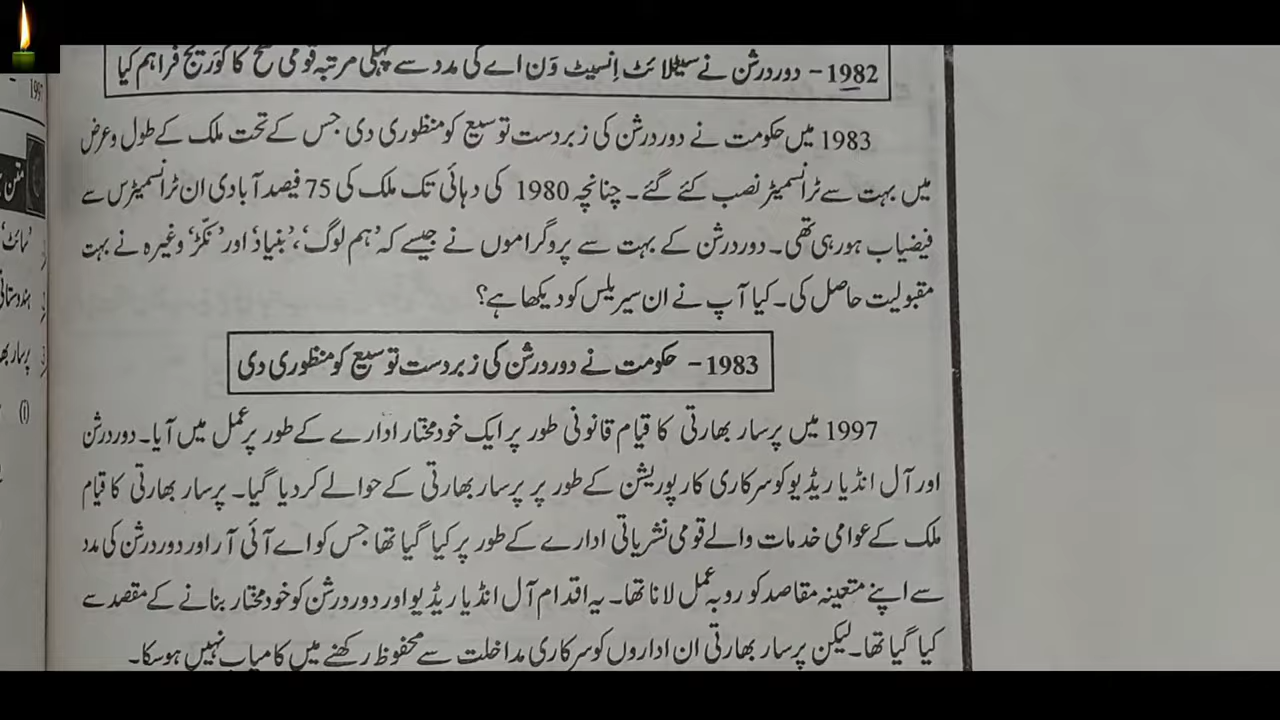 1982 - دوردرشن نے سیٹلائٹ اِنسیٹ وَن اے کی مدد سے پہلی مرتبہ قومی سطح کا کَوَریج فراہم کیا
1983 میں حکومت نے دوردرشن کی زبردست توسیع کو منظوری دی جس کے تحت ملک کے طول و عرض
میں بہت سے ٹرانسمیٹر نصب کئے گئے۔ چنانچہ 1980 کی دہائی تک ملک کی 75 فیصد آبادی ان ٹرانسمیٹرس سے
فیضیاب ہو رہی تھی۔ دوردرشن کے بہت سے پروگراموں نے جیسے کہ ’ہم لوگ‘، ’بنیاد‘ اور ’نکّڑ‘ وغیرہ نے بہت
مقبولیت حاصل کی۔ کیا آپ نے ان سیریلس کو دیکھا ہے؟
1983 - حکومت نے دوردرشن کی زبردست توسیع کو منظوری دی
1997 میں پرسار بھارتی کا قیام قانونی طور پر ایک خودمختار ادارے کے طور پر عمل میں آیا۔ دوردرشن
اور آل انڈیا ریڈیو کو سرکاری کارپوریشن کے طور پر پرسار بھارتی کے حوالے کر دیا گیا۔ پرسار بھارتی کا قیام
ملک کے عوامی خدمات والے قومی نشریاتی ادارے کے طور پر کیا گیا تھا جس کو اے آئی آر اور دوردرشن کی مدد
سے اپنے متعینہ مقاصد کو روبہ عمل لانا تھا۔ یہ اقدام آل انڈیا ریڈیو اور دوردرشن کو خودمختار بنانے کے مقصد سے
کیا گیا تھا۔ لیکن پرسار بھارتی ان اداروں کو سرکاری مداخلت سے محفوظ رکھنے میں کامیاب نہیں ہوسکا۔